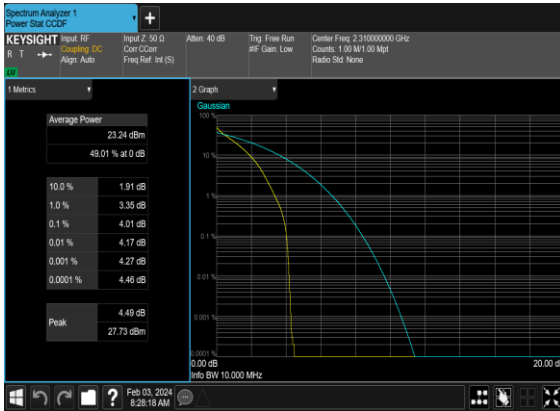 Spectrum Analyzer 1
Power Stat CCDF
KEYSIGHT
R T
LV
Input: RF
Coupling: DC
Align: Auto
Input Z: 50 Ω
Corr CCorr
Freq Ref: Int (S)
Atten: 40 dB
Trig: Free Run
#IF Gain: Low
Center Freq: 2.310000000 GHz
Counts: 1.00 M/1.00 Mpt
Radio Std: None
1 Metrics
Average Power
23.24 dBm
49.01 % at 0 dB
10.0 % 1.91 dB
1.0 % 3.35 dB
0.1 % 4.01 dB
0.01 % 4.17 dB
0.001 % 4.27 dB
0.0001 % 4.46 dB
Peak 4.49 dB
27.73 dBm
2 Graph
Gaussian
100 %
10 %
1 %
0.1 %
0.01 %
0.001 %
0.0001 %
0.00 dB 20.00 d
Info BW 10.000 MHz
Feb 03, 2024
8:28:18 AM